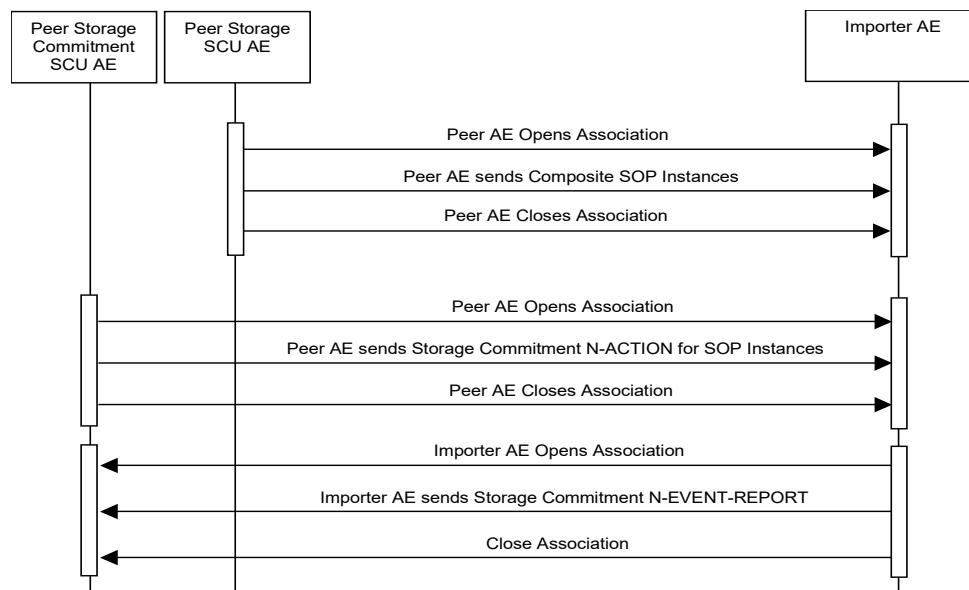 Peer Storage
Commitment
SCU AE
Peer Storage
SCU AE
Importer AE
Peer AE Opens Association
Peer AE sends Composite SOP Instances
Peer AE Closes Association
Peer AE Opens Association
Peer AE sends Storage Commitment N-ACTION for SOP Instances
Peer AE Closes Association
Importer AE Opens Association
Importer AE sends Storage Commitment N-EVENT-REPORT
Close Association